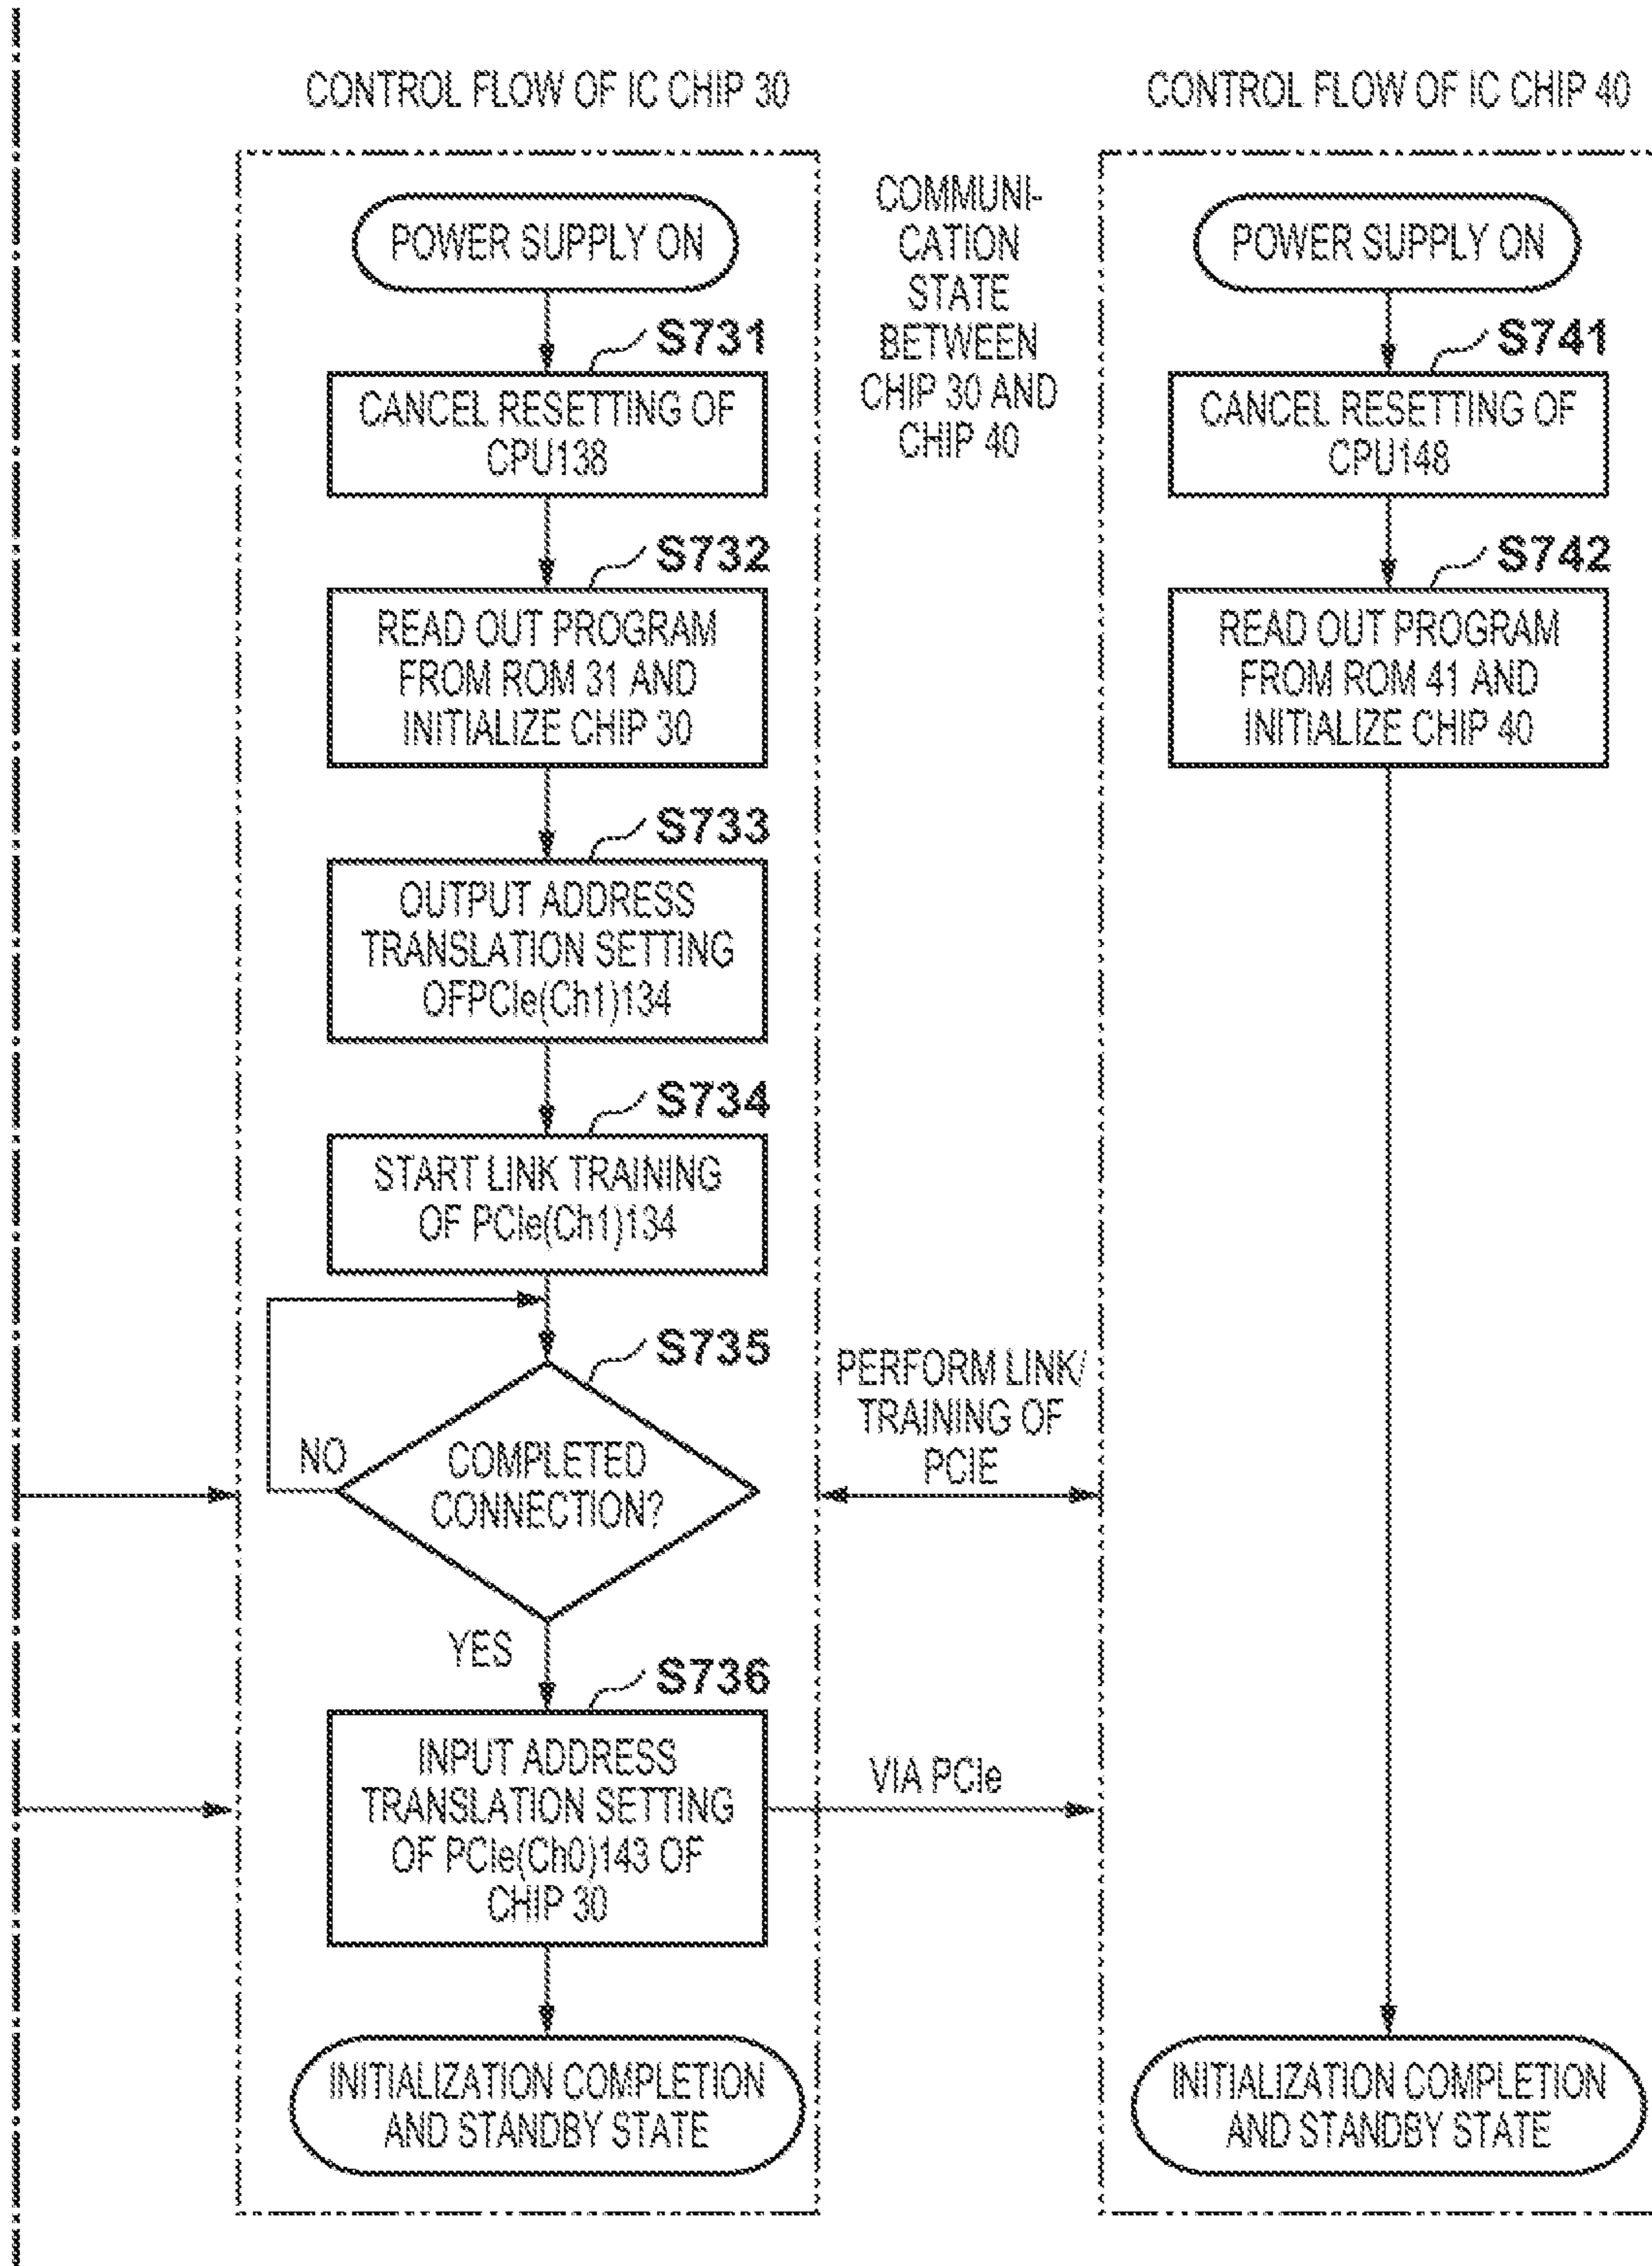 CONTROL FLOW OF IC CHIP 30
POWER SUPPLY ON
S731
CANCEL RESETTING OF
CPU138
S732
READ OUT PROGRAM
FROM ROM 31 AND
INITIALIZE CHIP 30
S733
OUTPUT ADDRESS
TRANSLATION SETTING
OFPCIe(Ch1)134
S734
START LINK TRAINING
OF PCIe(Ch1)134
S735
NO
COMPLETED
CONNECTION?
YES
S736
INPUT ADDRESS
TRANSLATION SETTING
OF PCIe(Ch0)143 OF
CHIP 30
INITIALIZATION COMPLETION
AND STANDBY STATE
COMMUNI-
CATION
STATE
BETWEEN
CHIP 30 AND
CHIP 40
PERFORM LINK/
TRAINING OF
PCIE
VIA PCIe
CONTROL FLOW OF IC CHIP 40
POWER SUPPLY ON
S741
CANCEL RESETTING OF
CPU148
S742
READ OUT PROGRAM
FROM ROM 41 AND
INITIALIZE CHIP 40
INITIALIZATION COMPLETION
AND STANDBY STATE